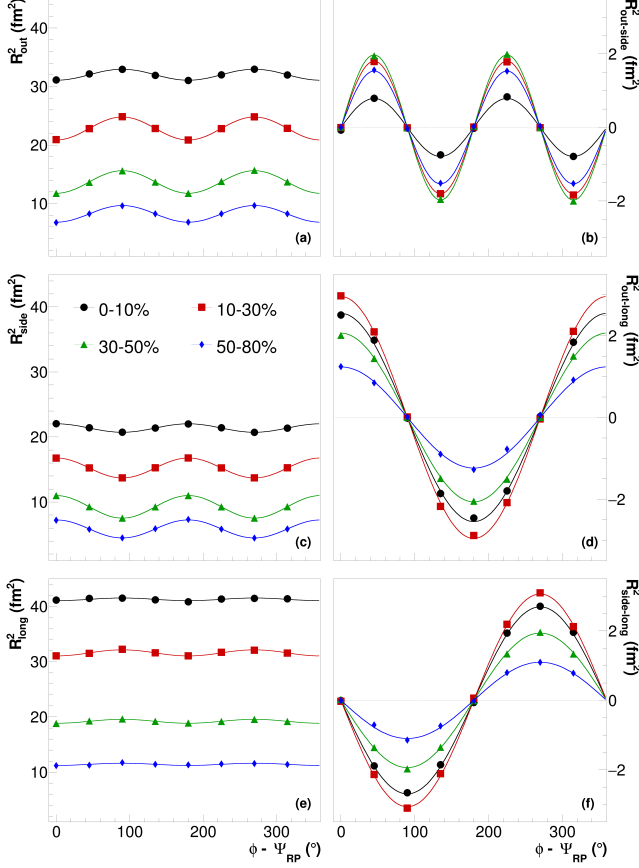 R²out (fm²)
40
30
20
10
(a)
R²out-side (fm²)
2
0
−2
(b)
R²side (fm²)
40
30
20
10
0-10%
10-30%
30-50%
50-80%
(c)
R²out-long (fm²)
2
0
−2
(d)
R²long (fm²)
40
30
20
10
(e)
0
100
200
300
ϕ - ΨRP (°)
R²side-long (fm²)
2
0
−2
(f)
0
100
200
300
ϕ - ΨRP (°)